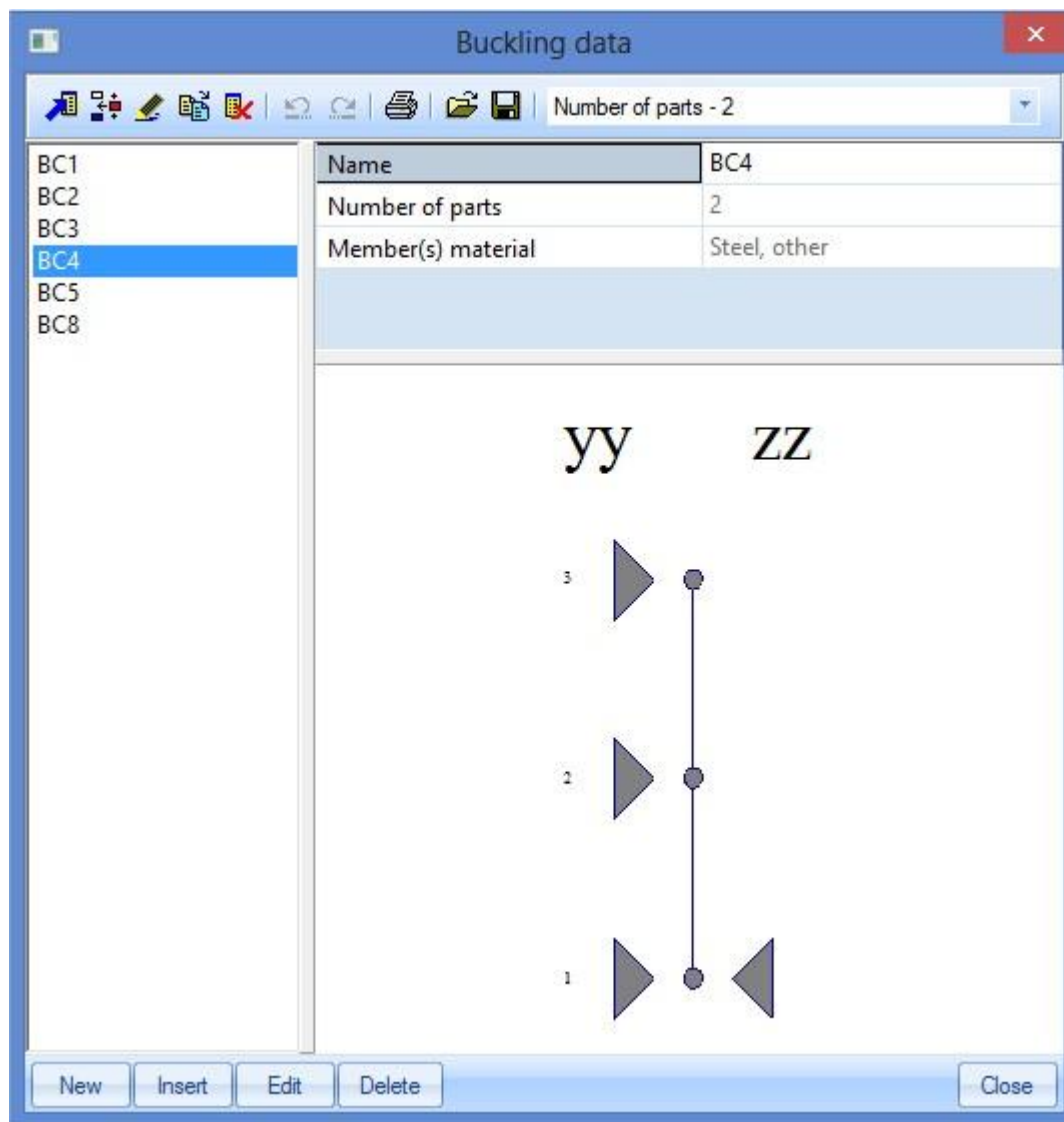 Buckling data
Number of parts - 2
BC1
BC2
BC3
BC4
BC5
BC8
Name BC4
Number of parts 2
Member(s) material Steel, other
yy zz
3
2
1
New Insert Edit Delete Close